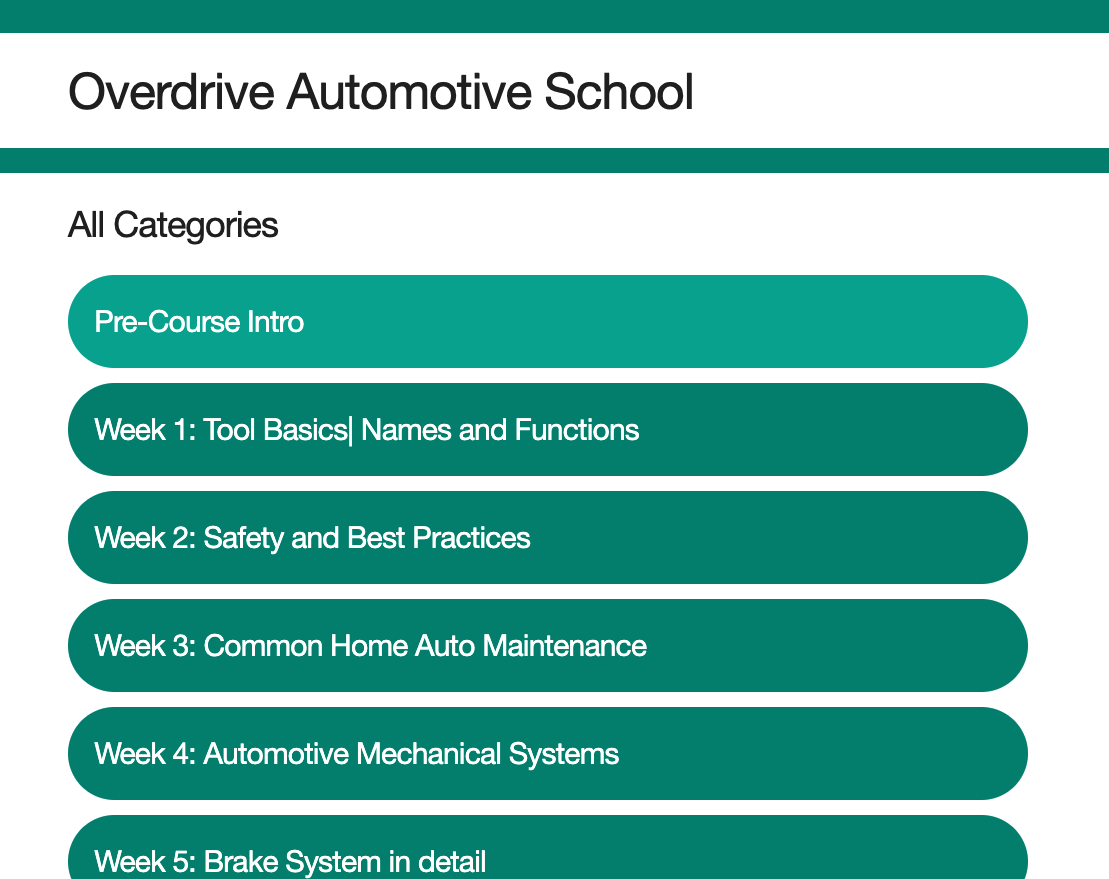 Overdrive Automotive School
All Categories
Pre-Course Intro
Week 1: Tool Basics| Names and Functions
Week 2: Safety and Best Practices
Week 3: Common Home Auto Maintenance
Week 4: Automotive Mechanical Systems
Week 5: Brake System in detail